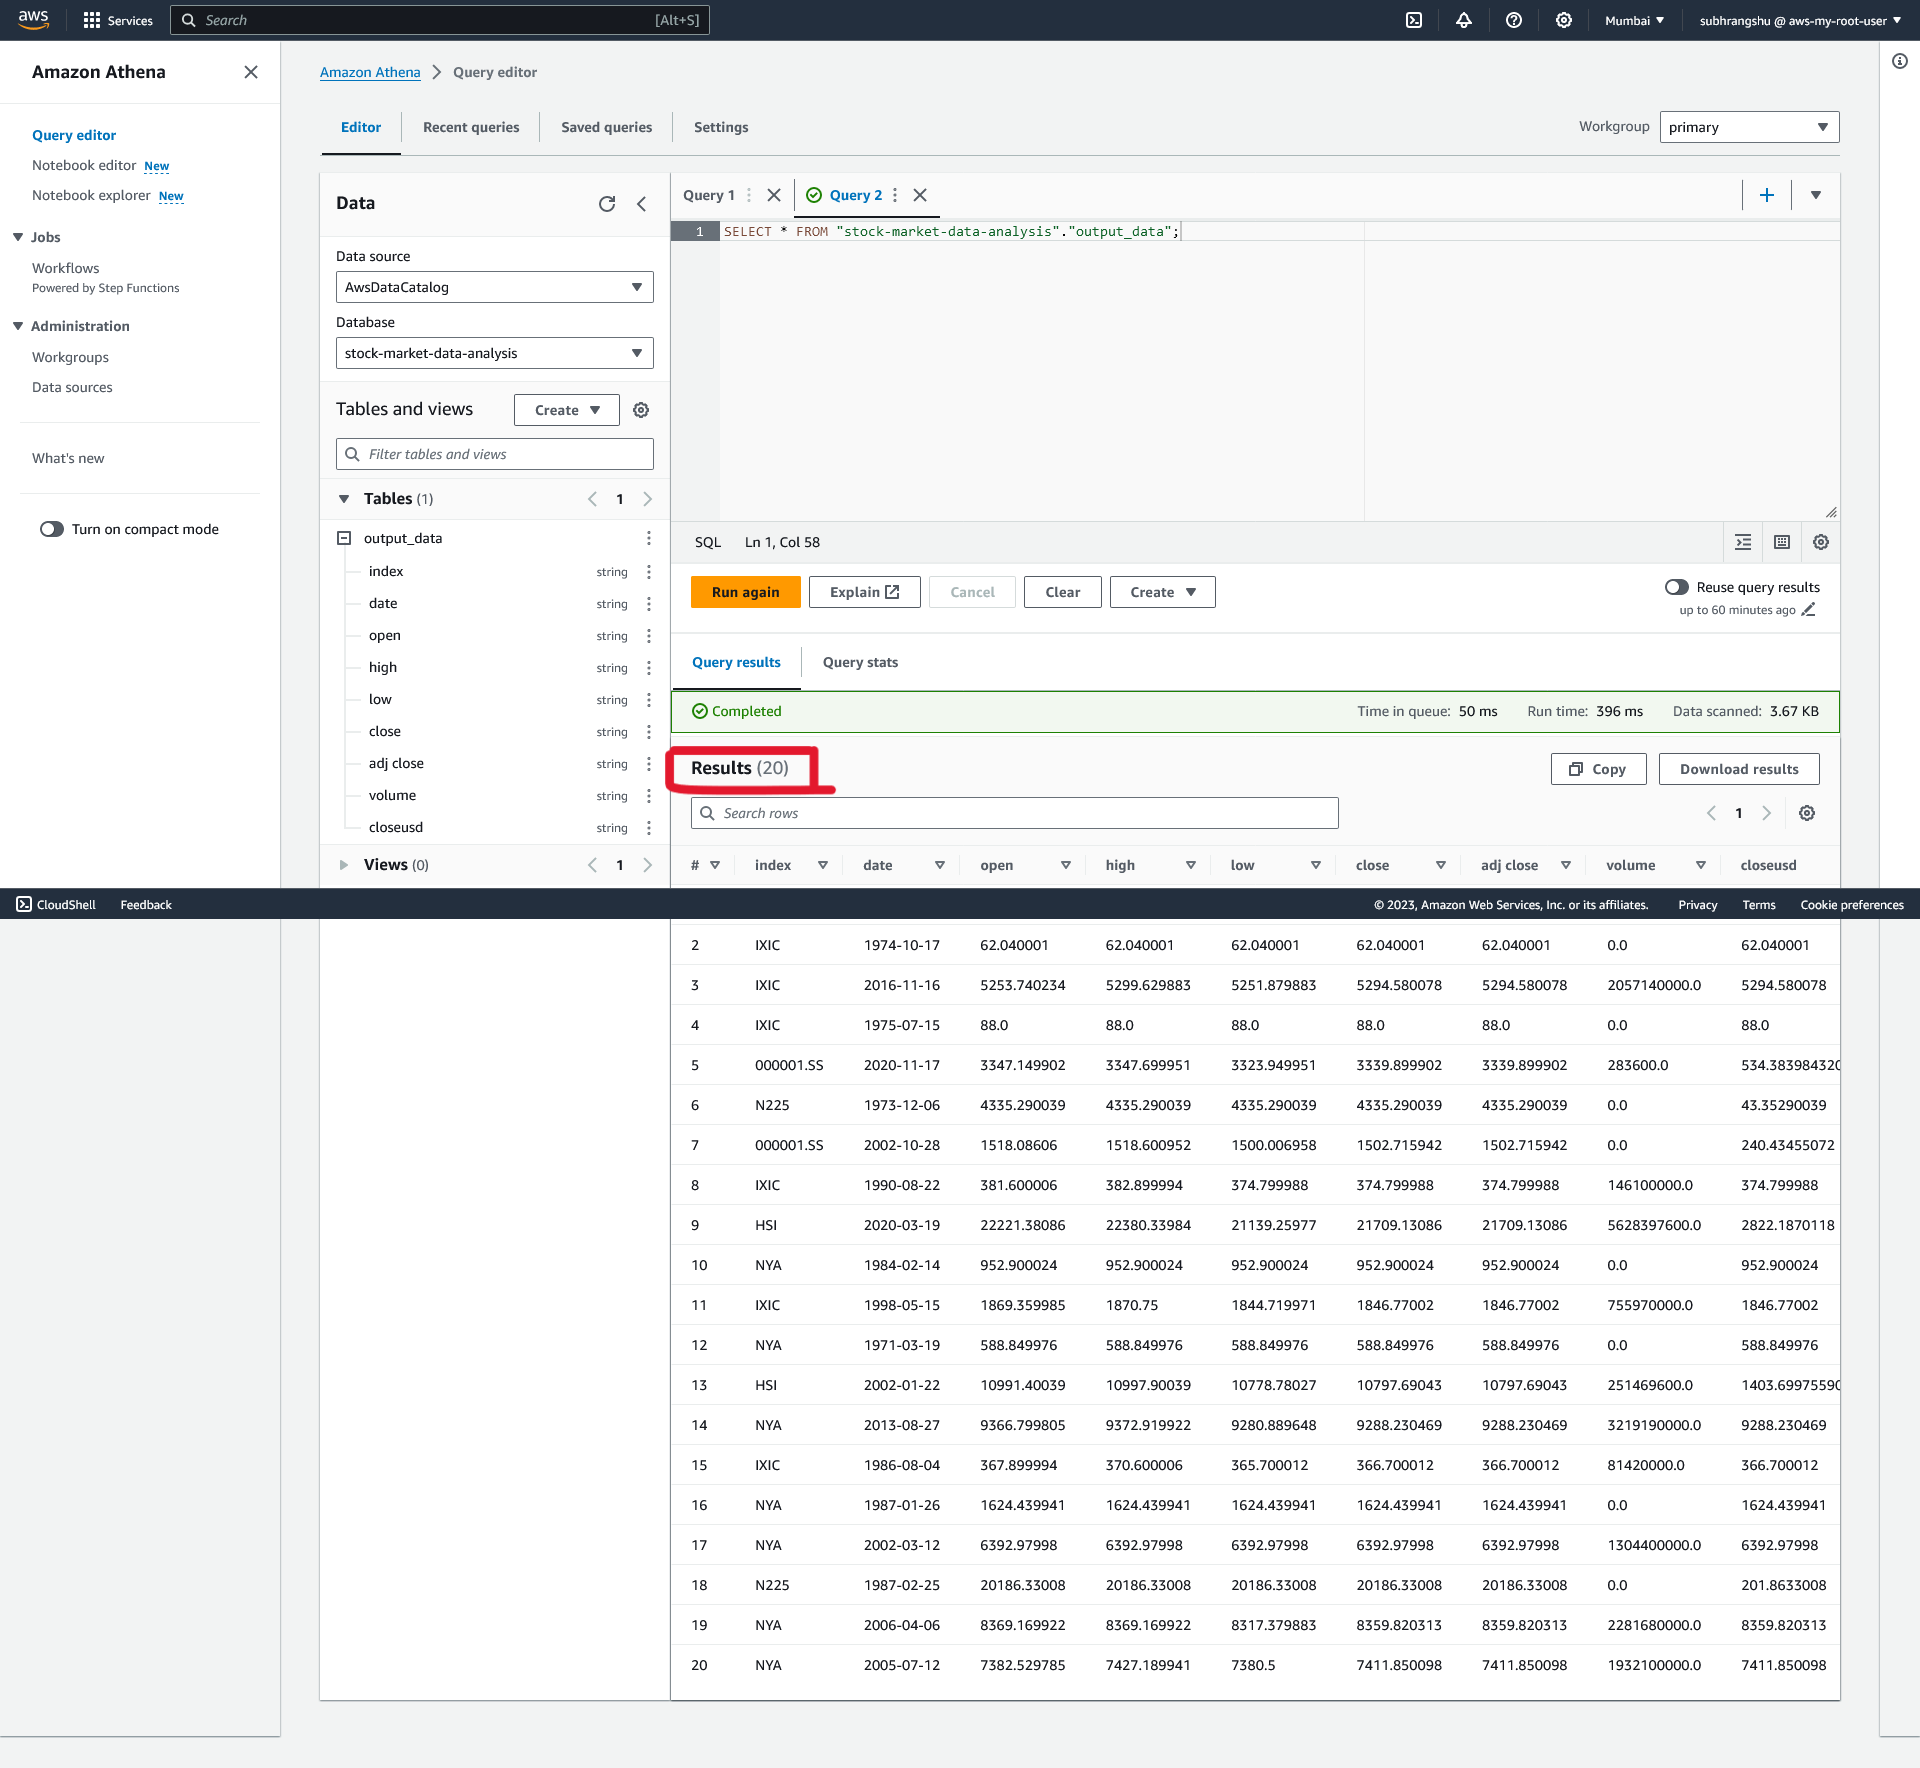 aws Services Search [Alt+S] Mumbai ▼ subhrangshu @ aws-my-root-user ▼
Amazon Athena
Query editor
Notebook editor New
Notebook explorer New
Jobs
Workflows
Powered by Step Functions
Administration
Workgroups
Data sources
What's new
Turn on compact mode
Amazon Athena > Query editor
Editor Recent queries Saved queries Settings
Workgroup primary
Data
Data source
AwsDataCatalog
Database
stock-market-data-analysis
Tables and views Create
Filter tables and views
Tables (1) < 1 >
output_data
index string
date string
open string
high string
low string
close string
adj close string
volume string
closeusd string
Views (0) < 1 >
Query 1 Query 2
1 SELECT * FROM "stock-market-data-analysis"."output_data";
SQL Ln 1, Col 58
Run again Explain Cancel Clear Create
Reuse query results
up to 60 minutes ago
Query results Query stats
Completed Time in queue: 50 ms Run time: 396 ms Data scanned: 3.67 KB
Results (20) Copy Download results
Search rows < 1 >
# index date open high low close adj close volume closeusd
CloudShell Feedback © 2023, Amazon Web Services, Inc. or its affiliates. Privacy Terms Cookie preferences
2 IXIC 1974-10-17 62.040001 62.040001 62.040001 62.040001 62.040001 0.0 62.040001
3 IXIC 2016-11-16 5253.740234 5299.629883 5251.879883 5294.580078 5294.580078 2057140000.0 5294.580078
4 IXIC 1975-07-15 88.0 88.0 88.0 88.0 88.0 0.0 88.0
5 000001.SS 2020-11-17 3347.149902 3347.699951 3323.949951 3339.899902 3339.899902 283600.0 534.383984320
6 N225 1973-12-06 4335.290039 4335.290039 4335.290039 4335.290039 4335.290039 0.0 43.35290039
7 000001.SS 2002-10-28 1518.08606 1518.600952 1500.006958 1502.715942 1502.715942 0.0 240.43455072
8 IXIC 1990-08-22 381.600006 382.899994 374.799988 374.799988 374.799988 146100000.0 374.799988
9 HSI 2020-03-19 22221.38086 22380.33984 21139.25977 21709.13086 21709.13086 5628397600.0 2822.1870118
10 NYA 1984-02-14 952.900024 952.900024 952.900024 952.900024 952.900024 0.0 952.900024
11 IXIC 1998-05-15 1869.359985 1870.75 1844.719971 1846.77002 1846.77002 755970000.0 1846.77002
12 NYA 1971-03-19 588.849976 588.849976 588.849976 588.849976 588.849976 0.0 588.849976
13 HSI 2002-01-22 10991.40039 10997.90039 10778.78027 10797.69043 10797.69043 251469600.0 1403.69975590
14 NYA 2013-08-27 9366.799805 9372.919922 9280.889648 9288.230469 9288.230469 3219190000.0 9288.230469
15 IXIC 1986-08-04 367.899994 370.600006 365.700012 366.700012 366.700012 81420000.0 366.700012
16 NYA 1987-01-26 1624.439941 1624.439941 1624.439941 1624.439941 1624.439941 0.0 1624.439941
17 NYA 2002-03-12 6392.97998 6392.97998 6392.97998 6392.97998 6392.97998 1304400000.0 6392.97998
18 N225 1987-02-25 20186.33008 20186.33008 20186.33008 20186.33008 20186.33008 0.0 201.8633008
19 NYA 2006-04-06 8369.169922 8369.169922 8317.379883 8359.820313 8359.820313 2281680000.0 8359.820313
20 NYA 2005-07-12 7382.529785 7427.189941 7380.5 7411.850098 7411.850098 1932100000.0 7411.850098